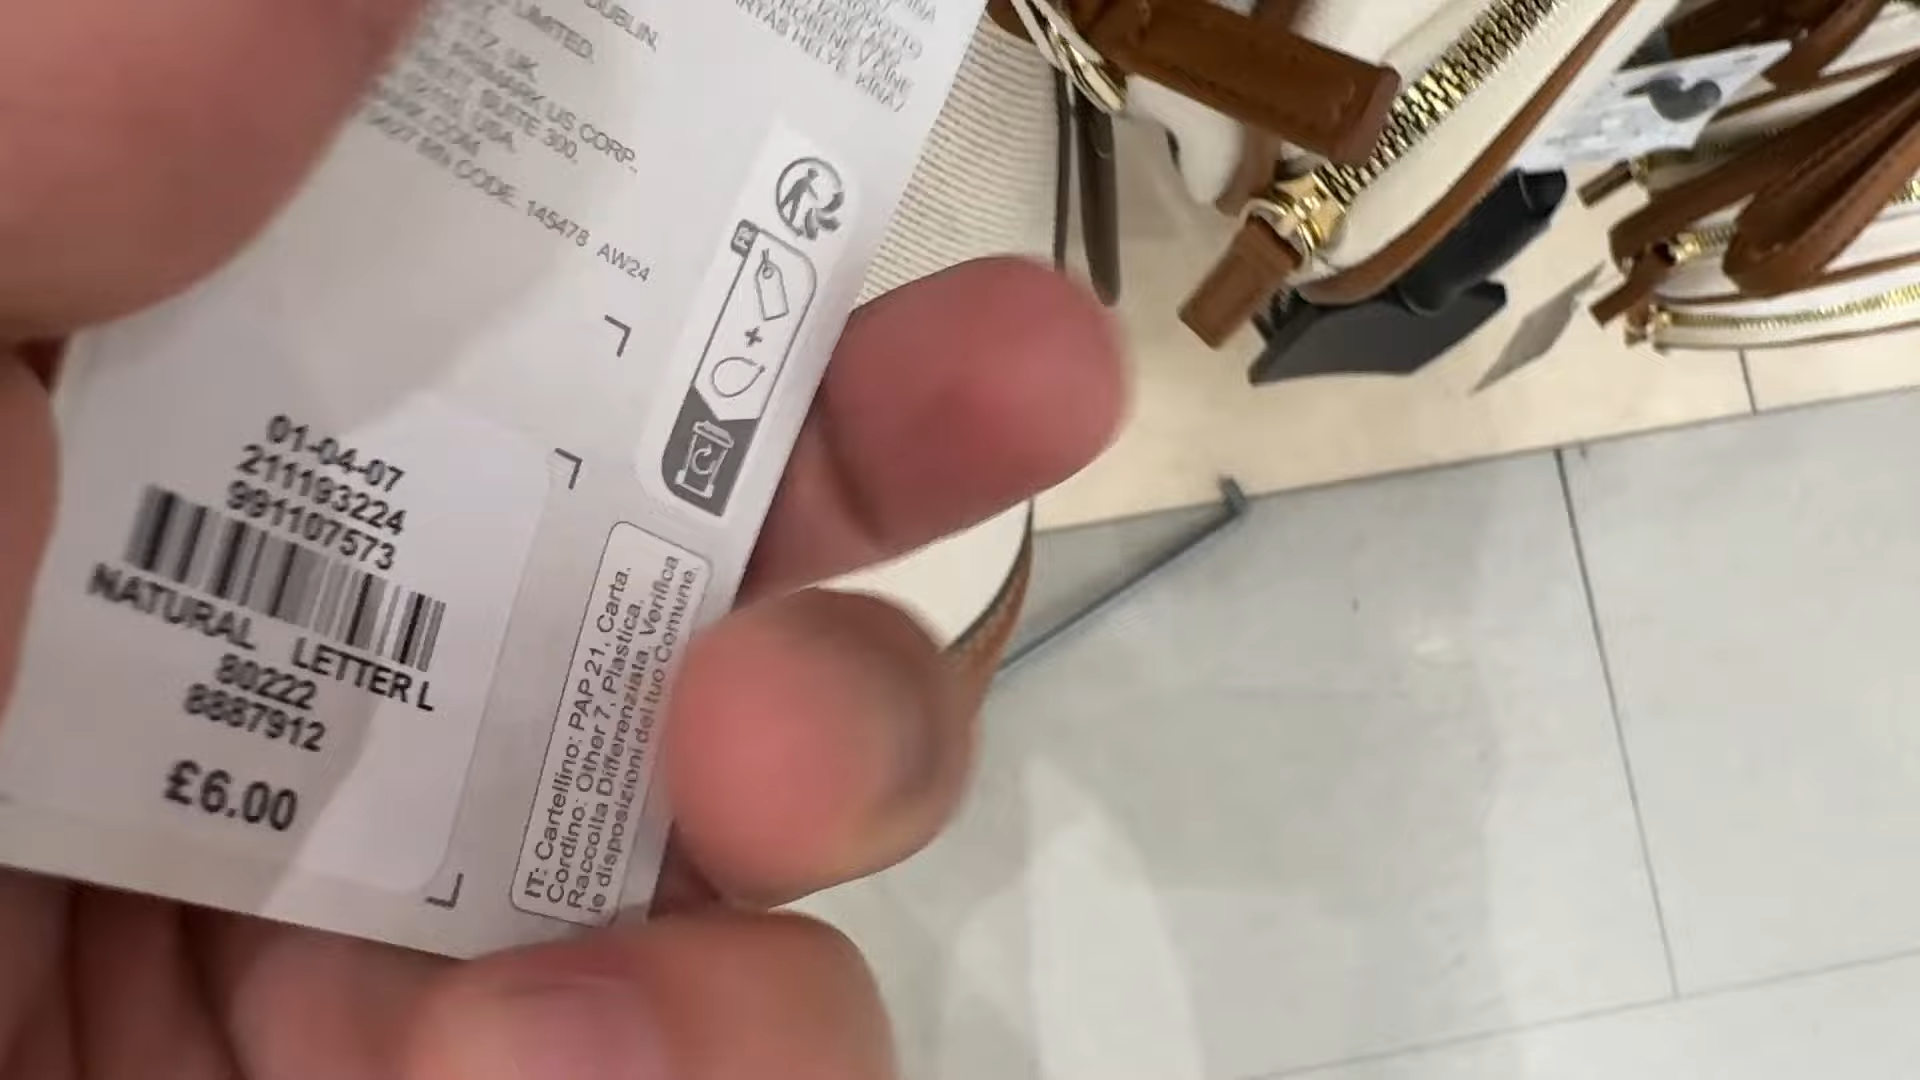 DUBLIN.
LIMITED.
UK.
PRIMARK US CORP.
SUITE 300,
USA.
CODE: 145478 AW24
FR
+
01-04-07
211193224
991107573
NATURAL LETTER L
80222
8887912
£6.00
IT: Cartellino: PAP 21, Carta.
Cordino: Other 7, Plastica.
Raccolta Differenziata. Verifica
le disposizioni del tuo Comune.